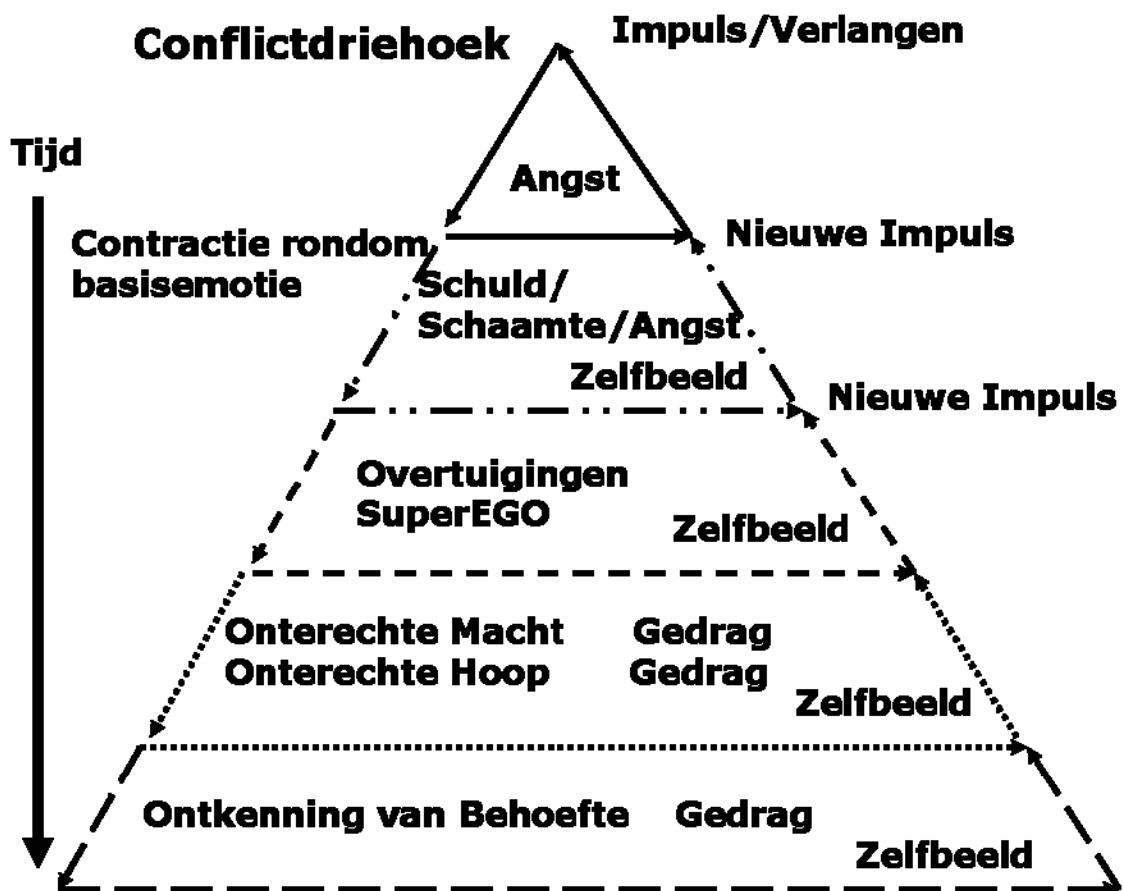 Conflictdriehoek
Impuls/Verlangen
Tijd
Angst
Contractie rondom
basisemotie
Nieuwe Impuls
Schuld/
Schaamte/Angst
Zelfbeeld
Nieuwe Impuls
Overtuigingen
SuperEGO
Zelfbeeld
Onterechte Macht Gedrag
Onterechte Hoop Gedrag
Zelfbeeld
Ontkenning van Behoefte Gedrag
Zelfbeeld